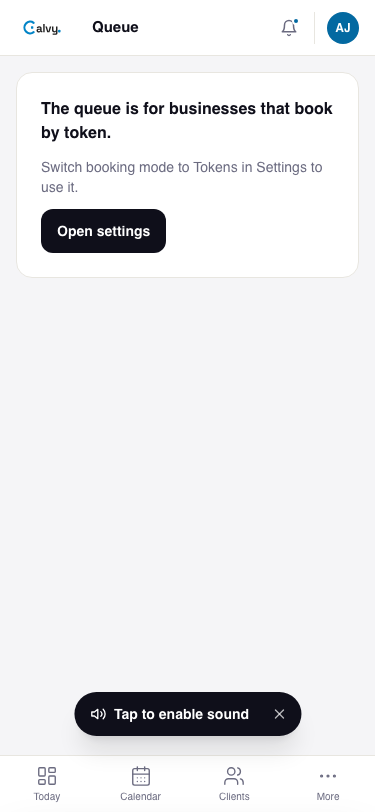 Calvy.
Queue
AJ
The queue is for businesses that book
by token.
Switch booking mode to Tokens in Settings to
use it.
Open settings
Tap to enable sound
Today
Calendar
Clients
More